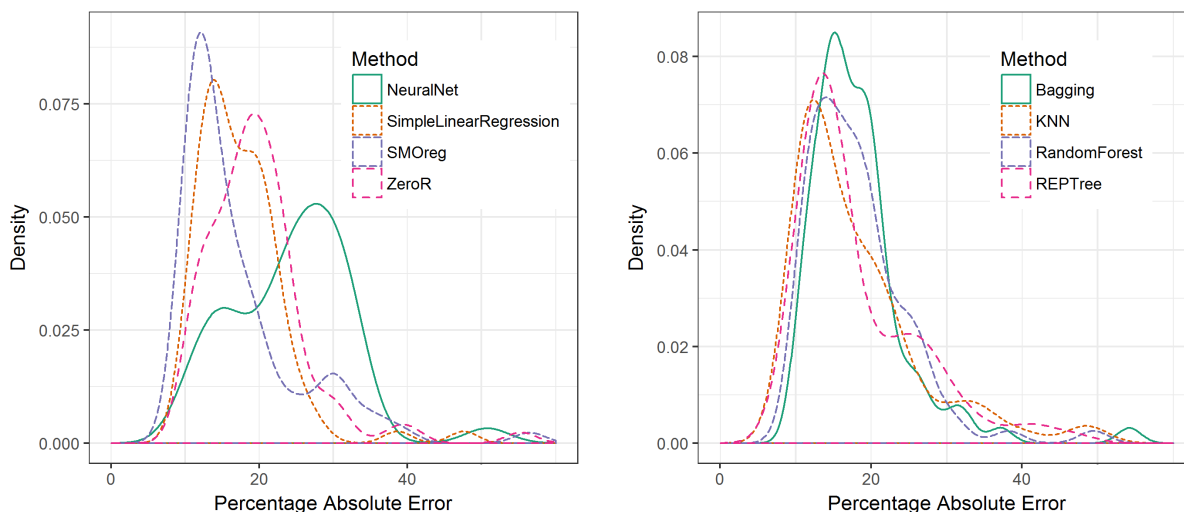 Density
0.075
0.050
0.025
0.000
0
20
40
Percentage Absolute Error
Method
NeuralNet
SimpleLinearRegression
SMOreg
ZeroR
Density
0.08
0.06
0.04
0.02
0.00
0
20
40
Percentage Absolute Error
Method
Bagging
KNN
RandomForest
REPTree